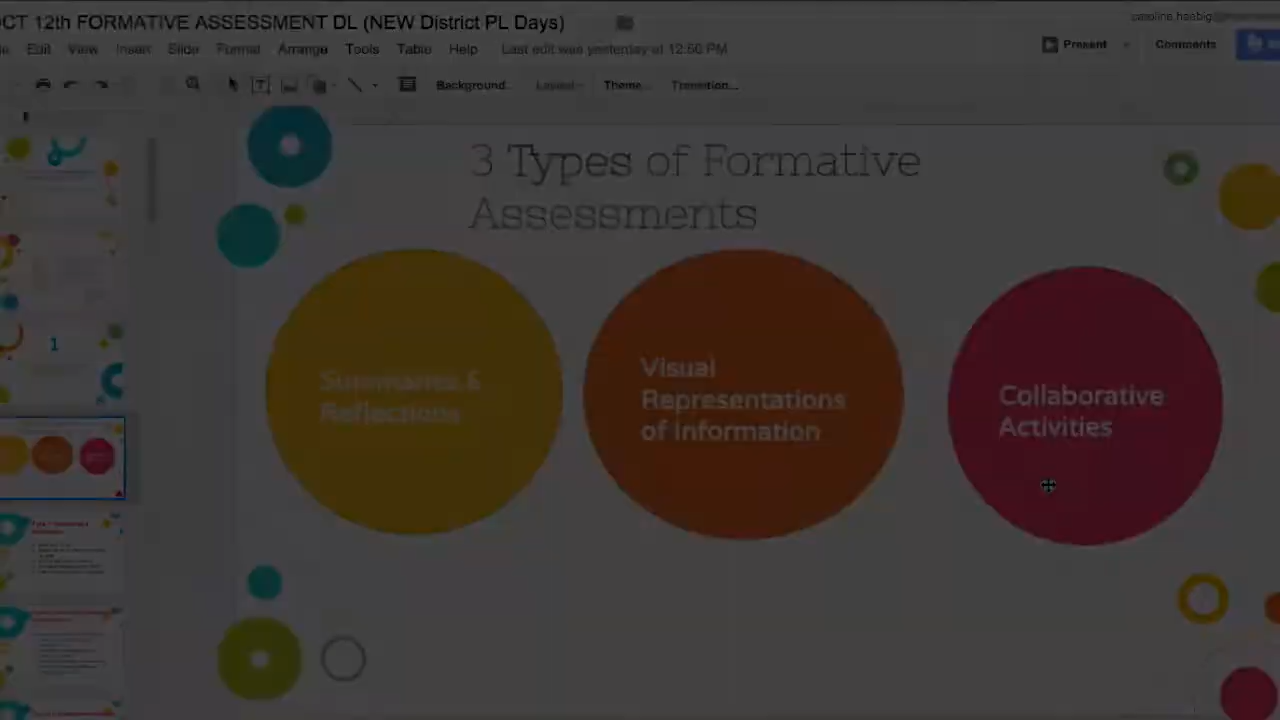 OCT 12th FORMATIVE ASSESSMENT DL (NEW District PL Days)
Edit View Insert Slide Format Arrange Tools Table Help Last edit was yesterday at 12:50 PM
Present Comments
Background... Layout Theme... Transition...
3 Types of Formative
Assessments
Summaries &
Reflections
Visual
Representations
of Information
Collaborative
Activities
1